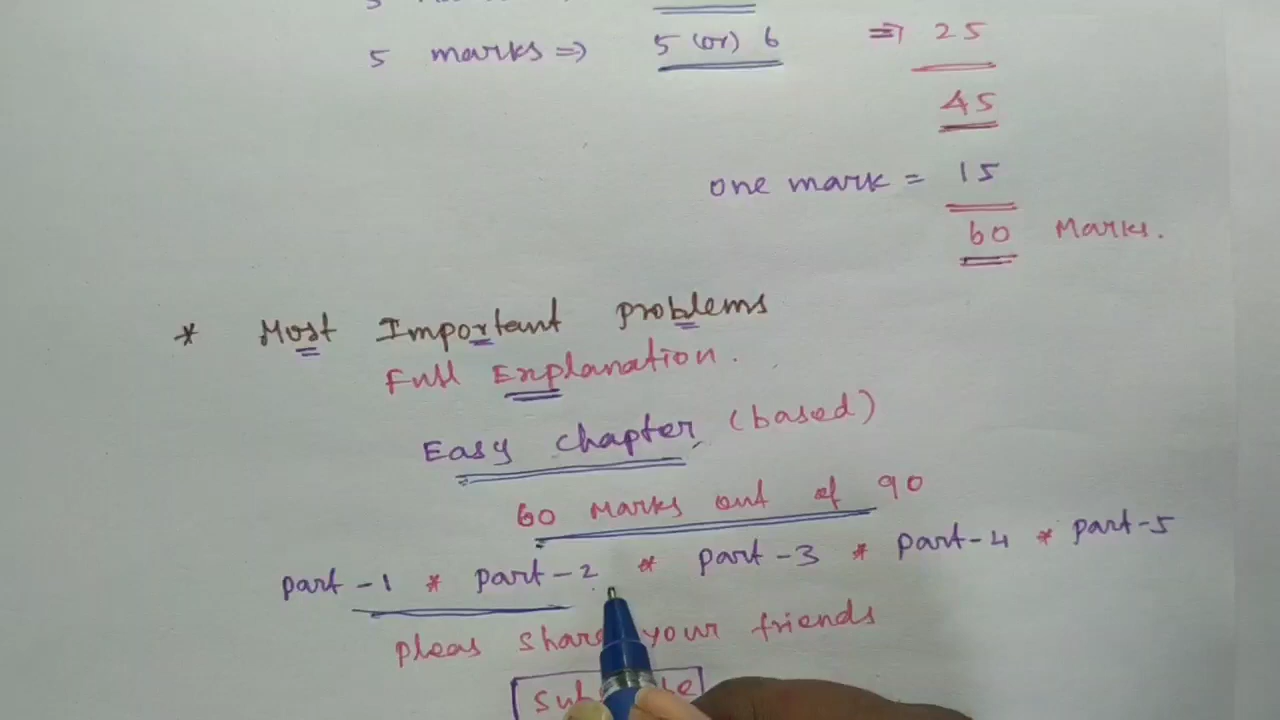 5 marks ⇒ 5 (or) 6 ⇒ 25
45
one mark = 15
60 Marks.
* Most Important problems
Full Explanation.
Easy chapter (based)
60 Marks out of 90
part-1 * part-2 * part-3 * part-4 * part-5
pleas share your friends